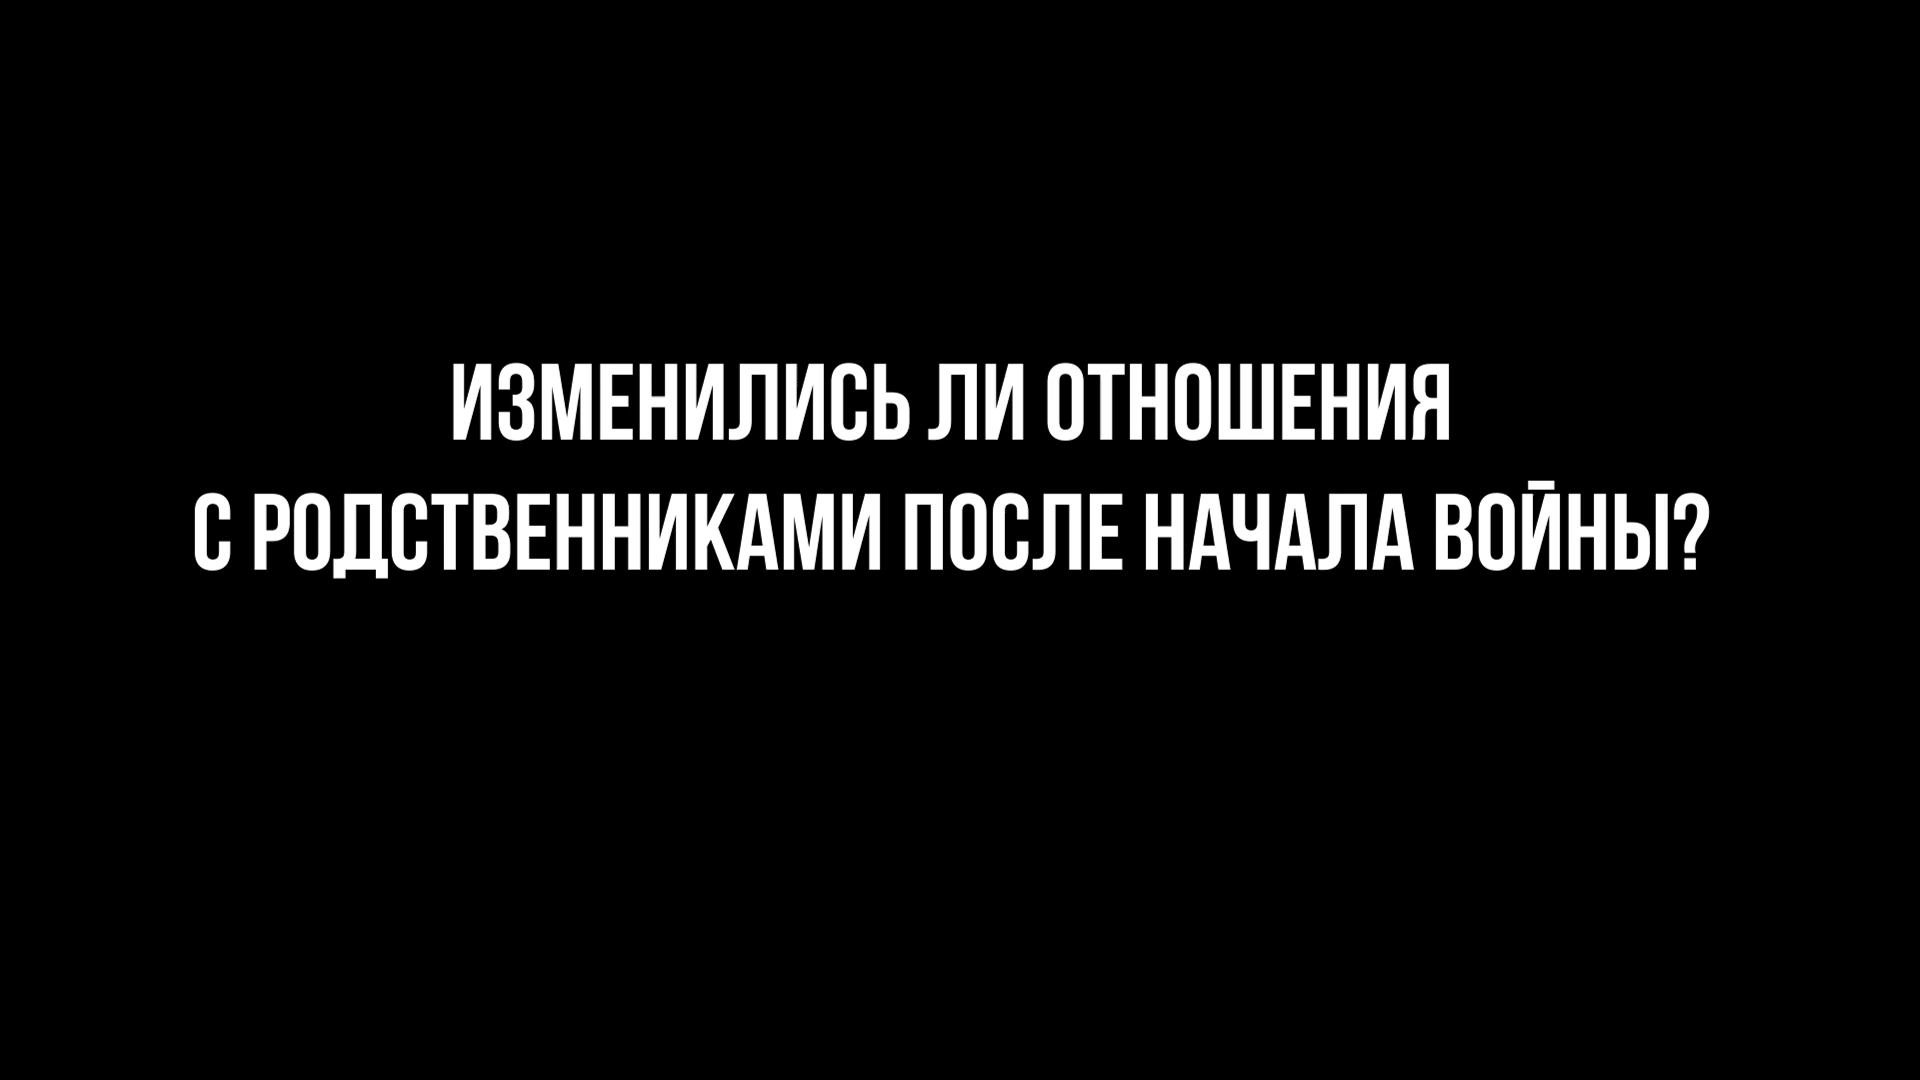 ИЗМЕНИЛИСЬ ЛИ ОТНОШЕНИЯ
С РОДСТВЕННИКАМИ ПОСЛЕ НАЧАЛА ВОЙНЫ?